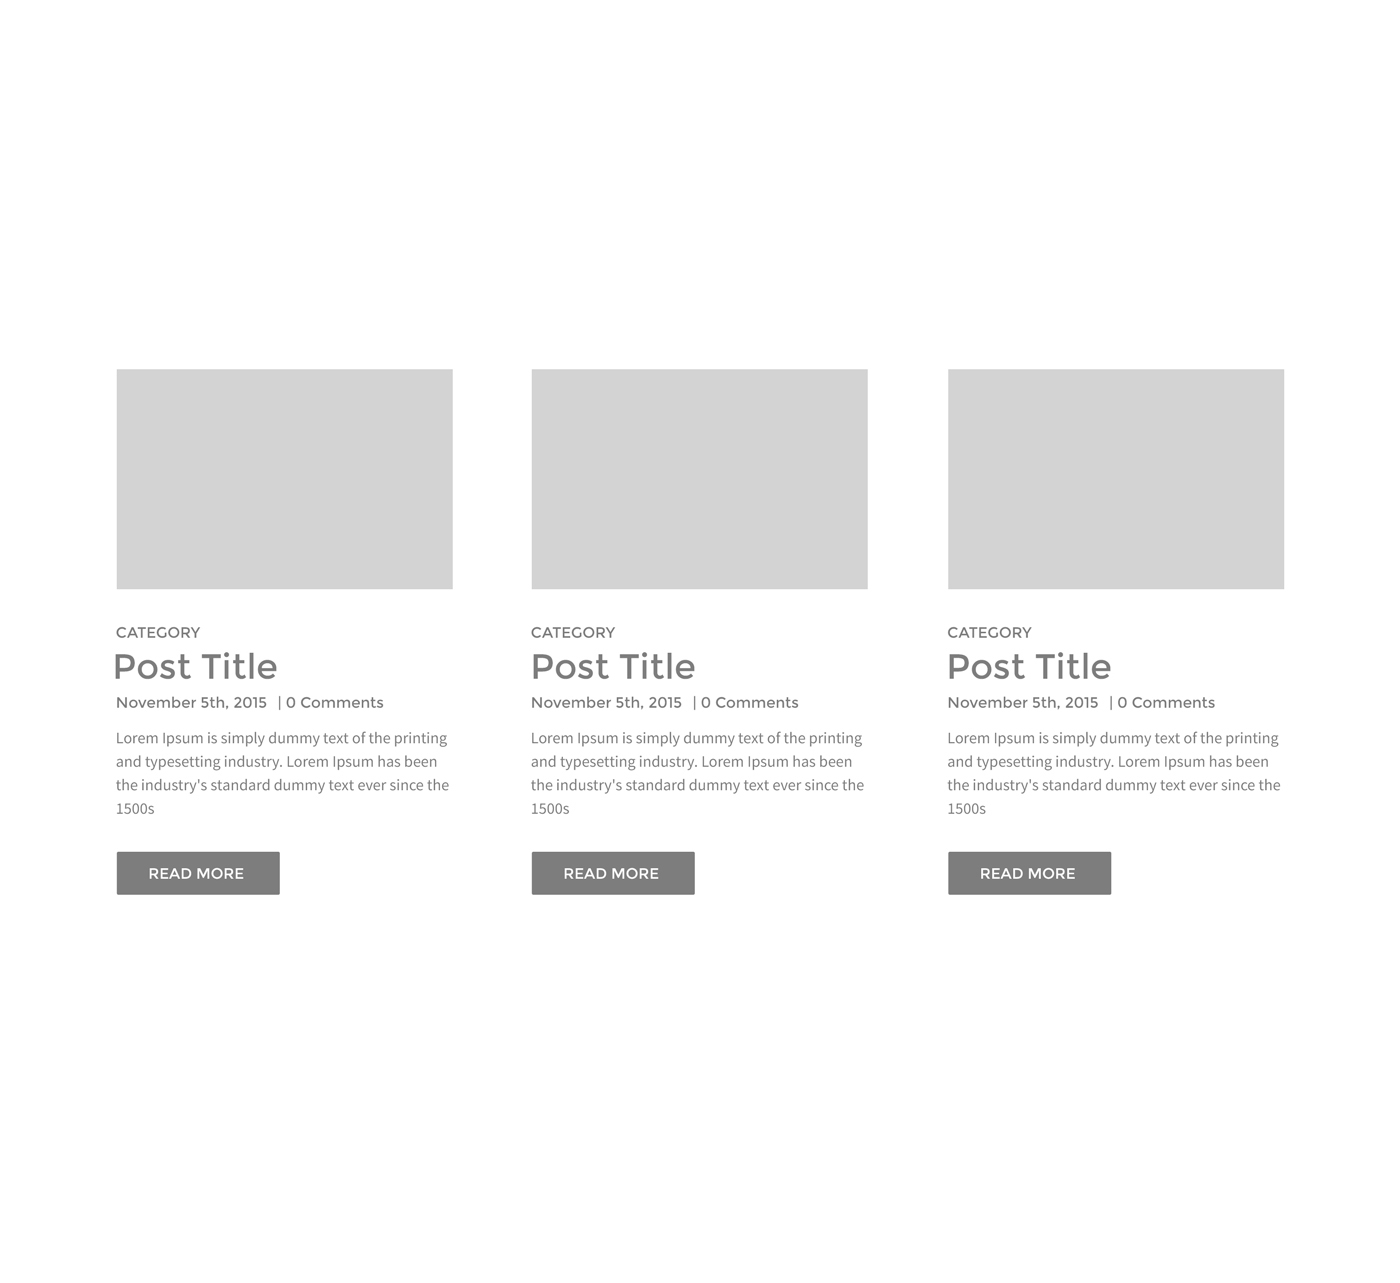 CATEGORY
Post Title
November 5th, 2015 | 0 Comments
Lorem Ipsum is simply dummy text of the printing
and typesetting industry. Lorem Ipsum has been
the industry's standard dummy text ever since the
1500s
READ MORE
CATEGORY
Post Title
November 5th, 2015 | 0 Comments
Lorem Ipsum is simply dummy text of the printing
and typesetting industry. Lorem Ipsum has been
the industry's standard dummy text ever since the
1500s
READ MORE
CATEGORY
Post Title
November 5th, 2015 | 0 Comments
Lorem Ipsum is simply dummy text of the printing
and typesetting industry. Lorem Ipsum has been
the industry's standard dummy text ever since the
1500s
READ MORE